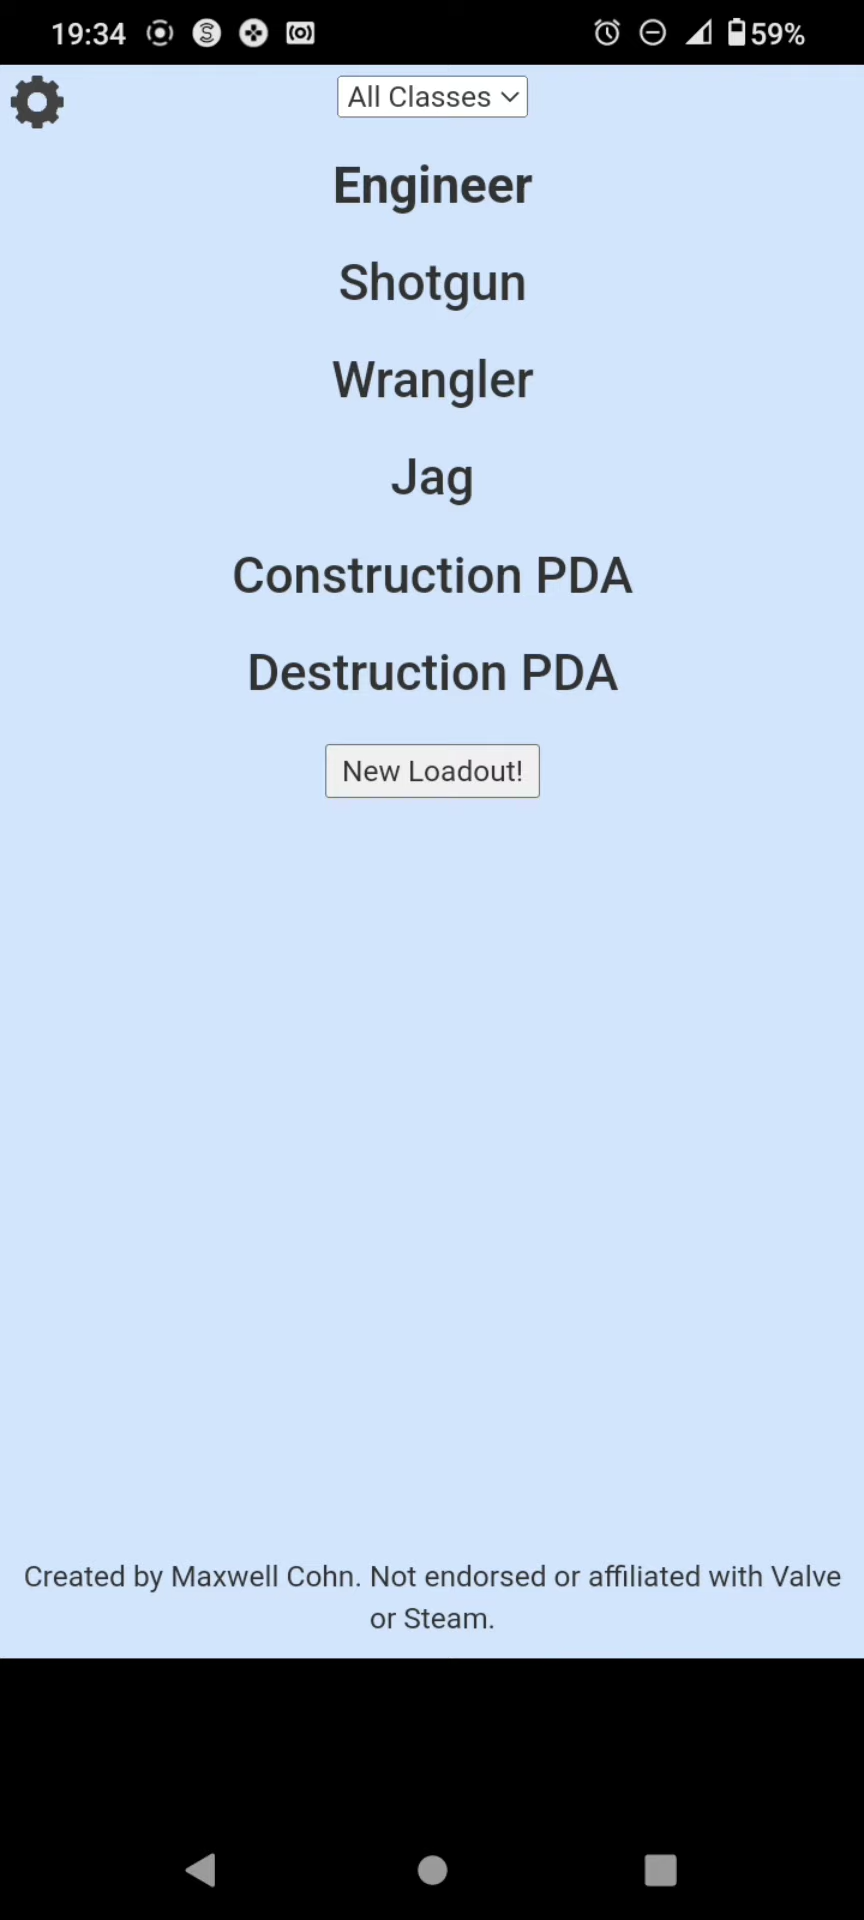 19:34
59%
All Classes
Engineer
Shotgun
Wrangler
Jag
Construction PDA
Destruction PDA
New Loadout!
Created by Maxwell Cohn. Not endorsed or affiliated with Valve
or Steam.